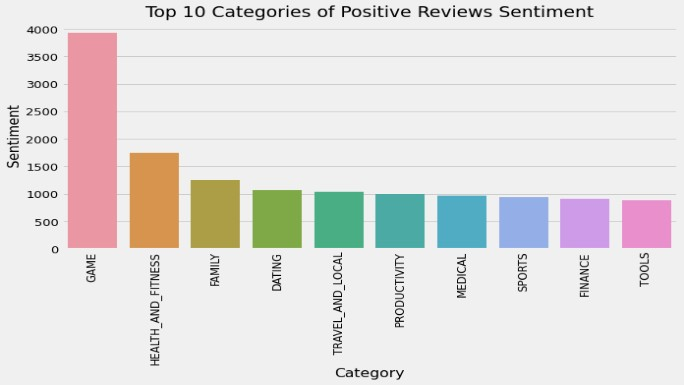 Top 10 Categories of Positive Reviews Sentiment
4000
3500
3000
2500
2000
1500
1000
500
0
Sentiment
GAME
HEALTH_AND_FITNESS
FAMILY
DATING
TRAVEL_AND_LOCAL
PRODUCTIVITY
MEDICAL
SPORTS
FINANCE
TOOLS
Category